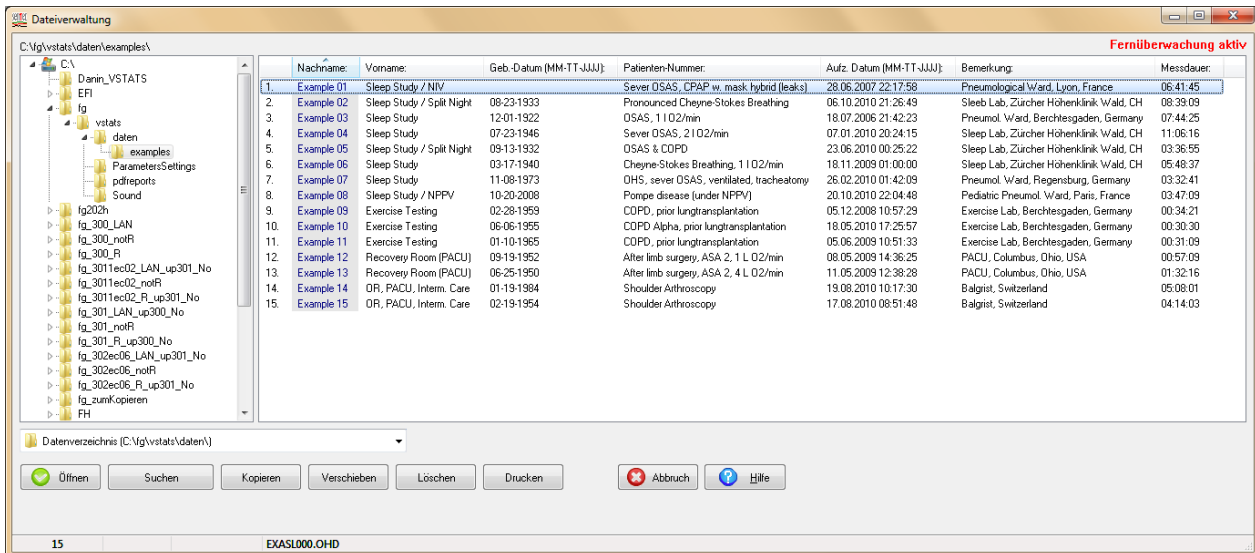 Dateiverwaltung
C:\fg\vstats\daten\examples\
Fernüberwachung aktiv
C:\
Danin_VSTATS
EFI
fg
vstats
daten
examples
ParametersSettings
pdfreports
Sound
fg202h
fg_300_LAN
fg_300_notR
fg_300_R
fg_3011ec02_LAN_up301_No
fg_3011ec02_notR
fg_3011ec02_R_up301_No
fg_301_LAN_up300_No
fg_301_notR
fg_301_R_up300_No
fg_302ec06_LAN_up301_No
fg_302ec06_notR
fg_302ec06_R_up301_No
fg_zumKopieren
FH
Nachname: Vorname: Geb.-Datum (MM-TT-JJJJ): Patienten-Nummer: Aufz. Datum (MM-TT-JJJJ): Bemerkung: Messdauer:
1. Example 01 Sleep Study / NIV Sever OSAS, CPAP w. mask hybrid (leaks) 28.06.2007 22:17:58 Pneumological Ward, Lyon, France 06:41:45
2. Example 02 Sleep Study / Split Night 08-23-1933 Pronounced Cheyne-Stokes Breathing 06.10.2010 21:26:49 Sleeb Lab, Zürcher Höhenklinik Wald, CH 08:39:09
3. Example 03 Sleep Study 12-01-1922 OSAS, 1 l O2/min 18.07.2006 21:42:23 Pneumol. Ward, Berchtesgaden, Germany 07:44:25
4. Example 04 Sleep Study 07-23-1946 Sever OSAS, 2 l O2/min 07.01.2010 20:24:15 Sleep Lab, Zürcher Höhenklinik Wald, CH 11:06:16
5. Example 05 Sleep Study / Split Night 09-13-1932 OSAS & COPD 23.06.2010 00:25:22 Sleep Lab, Zürcher Höhenklinik Wald, CH 03:36:55
6. Example 06 Sleep Study 03-17-1940 Cheyne-Stokes Breathing, 1 l O2/min 18.11.2009 01:00:00 Sleep Lab, Zürcher Höhenklinik Wald, CH 05:48:37
7. Example 07 Sleep Study 11-08-1973 OHS, sever OSAS, ventilated, tracheatomy 26.02.2010 01:42:09 Pneumol. Ward, Regensburg, Germany 03:32:41
8. Example 08 Sleep Study / NPPV 10-20-2008 Pompe disease (under NPPV) 20.10.2010 22:04:48 Pediatric Pneumol. Ward, Paris, France 03:47:09
9. Example 09 Exercise Testing 02-28-1959 COPD, prior lungtransplantation 05.12.2008 10:57:29 Exercise Lab, Berchtesgaden, Germany 00:34:21
10. Example 10 Exercise Testing 06-06-1955 COPD Alpha, prior lungtransplantation 18.05.2010 17:25:57 Exercise Lab, Berchtesgaden, Germany 00:30:30
11. Example 11 Exercise Testing 01-10-1965 COPD, prior lungtransplantation 05.06.2009 10:51:33 Exercise Lab, Berchtesgaden, Germany 00:31:09
12. Example 12 Recovery Room (PACU) 09-19-1952 After limb surgery, ASA 2, 1 L O2/min 08.05.2009 14:36:25 PACU, Columbus, Ohio, USA 00:57:09
13. Example 13 Recovery Room (PACU) 06-25-1950 After limb surgery, ASA 2, 4 L O2/min 11.05.2009 12:38:28 PACU, Columbus, Ohio, USA 01:32:16
14. Example 14 OR, PACU, Interm. Care 01-19-1984 Shoulder Arthroscopy 19.08.2010 10:17:30 Balgrist, Switzerland 05:08:01
15. Example 15 OR, PACU, Interm. Care 02-19-1954 Shoulder Arthroscopy 17.08.2010 08:51:48 Balgrist, Switzerland 04:14:03
Datenverzeichnis (C:\fg\vstats\daten\)
Öffnen Suchen Kopieren Verschieben Löschen Drucken Abbruch Hilfe
15 EXASL000.OHD